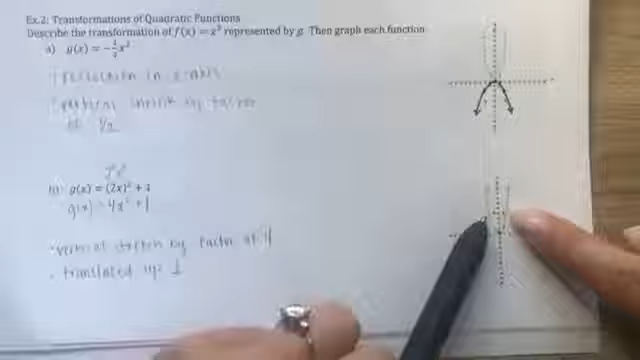 Ex.2: Transformations of Quadratic Functions
Describe the transformation of f(x) = x² represented by g. Then graph each function
a) g(x) = -½x²
reflection in x-axis
vertical shrink by factor
of ½
b) g(x) = (2x)² + 1
g(x) = 4x² + 1
• vertical stretch by factor of 4
• translated up 1